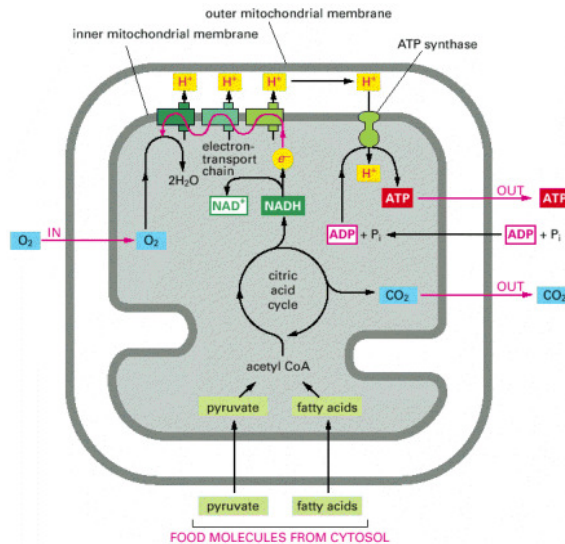 outer mitochondrial membrane
inner mitochondrial membrane
ATP synthase
H⁺ H⁺ H⁺ H⁺
electron-
transport
chain
e⁻
H⁺
2H₂O
NAD⁺ NADH
ATP OUT ATP
ADP + Pᵢ ADP + Pᵢ
O₂ IN O₂
citric
acid
cycle
CO₂ OUT CO₂
acetyl CoA
pyruvate fatty acids
pyruvate fatty acids
FOOD MOLECULES FROM CYTOSOL